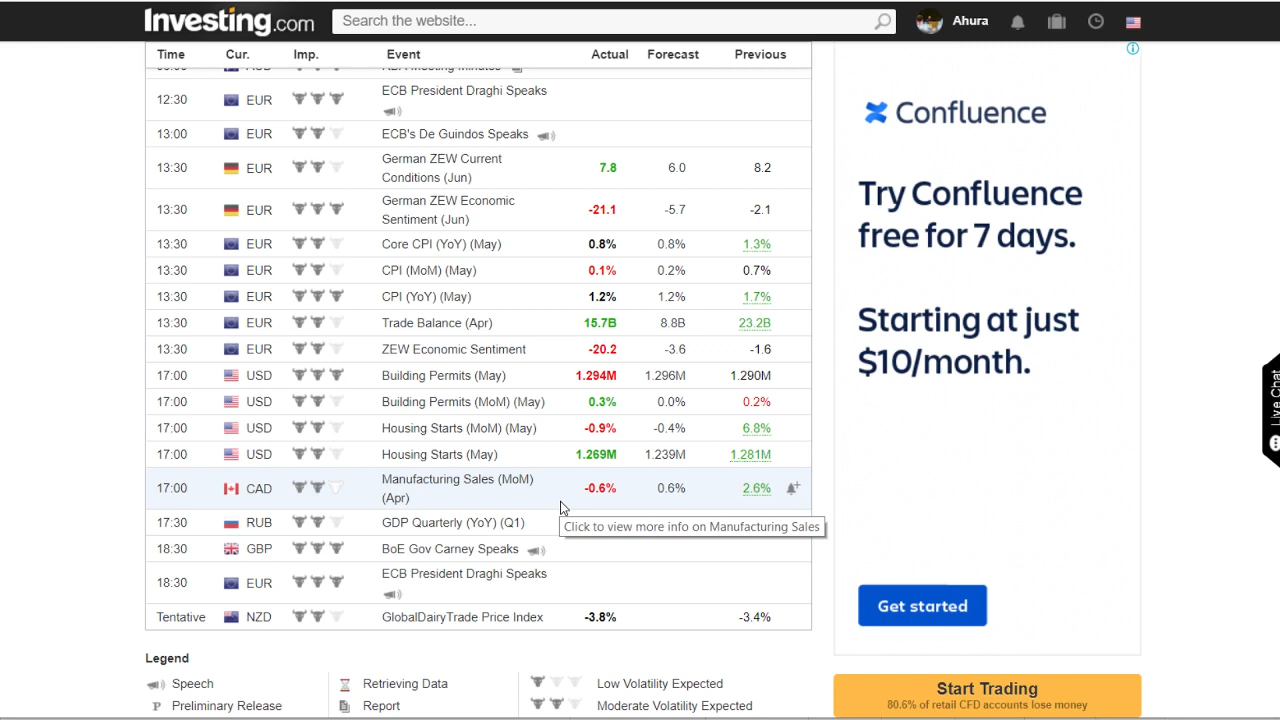 Investing.com
Search the website...
Ahura
Time Cur. Imp. Event Actual Forecast Previous
12:30 EUR ECB President Draghi Speaks
13:00 EUR ECB's De Guindos Speaks
13:30 EUR German ZEW Current
Conditions (Jun) 7.8 6.0 8.2
13:30 EUR German ZEW Economic
Sentiment (Jun) -21.1 -5.7 -2.1
13:30 EUR Core CPI (YoY) (May) 0.8% 0.8% 1.3%
13:30 EUR CPI (MoM) (May) 0.1% 0.2% 0.7%
13:30 EUR CPI (YoY) (May) 1.2% 1.2% 1.7%
13:30 EUR Trade Balance (Apr) 15.7B 8.8B 23.2B
13:30 EUR ZEW Economic Sentiment -20.2 -3.6 -1.6
17:00 USD Building Permits (May) 1.294M 1.296M 1.290M
17:00 USD Building Permits (MoM) (May) 0.3% 0.0% 0.2%
17:00 USD Housing Starts (MoM) (May) -0.9% -0.4% 6.8%
17:00 USD Housing Starts (May) 1.269M 1.239M 1.281M
17:00 CAD Manufacturing Sales (MoM)
(Apr) -0.6% 0.6% 2.6%
17:30 RUB GDP Quarterly (YoY) (Q1)
Click to view more info on Manufacturing Sales
18:30 GBP BoE Gov Carney Speaks
18:30 EUR ECB President Draghi Speaks
Tentative NZD GlobalDairyTrade Price Index -3.8% -3.4%
Legend
Speech Retrieving Data Low Volatility Expected
P Preliminary Release Report Moderate Volatility Expected
Confluence
Try Confluence
free for 7 days.
Starting at just
$10/month.
Get started
Start Trading
80.6% of retail CFD accounts lose money
Live Chat